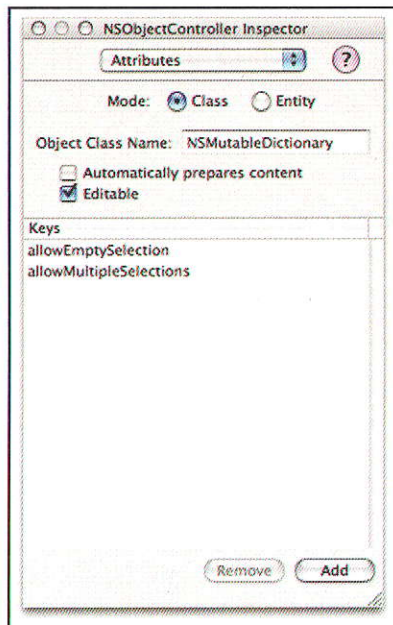 NSObjectController Inspector
Attributes
?
Mode: Class Entity
Object Class Name: NSMutableDictionary
Automatically prepares content
Editable
Keys
allowEmptySelection
allowMultipleSelections
Remove Add